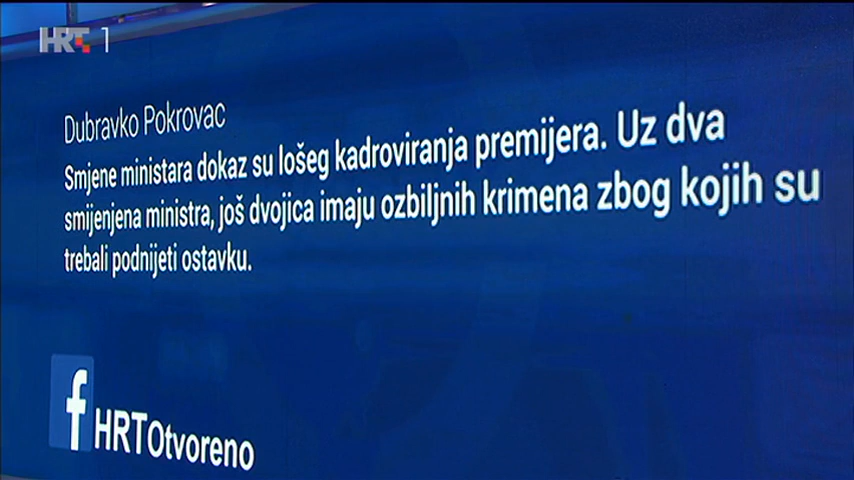 HRT 1
Dubravko Pokrovac
Smjene ministara dokaz su lošeg kadroviranja premijera. Uz dva
smijenjena ministra, još dvojica imaju ozbiljnih krimena zbog kojih su
trebali podnijeti ostavku.
f HRTOtvoreno